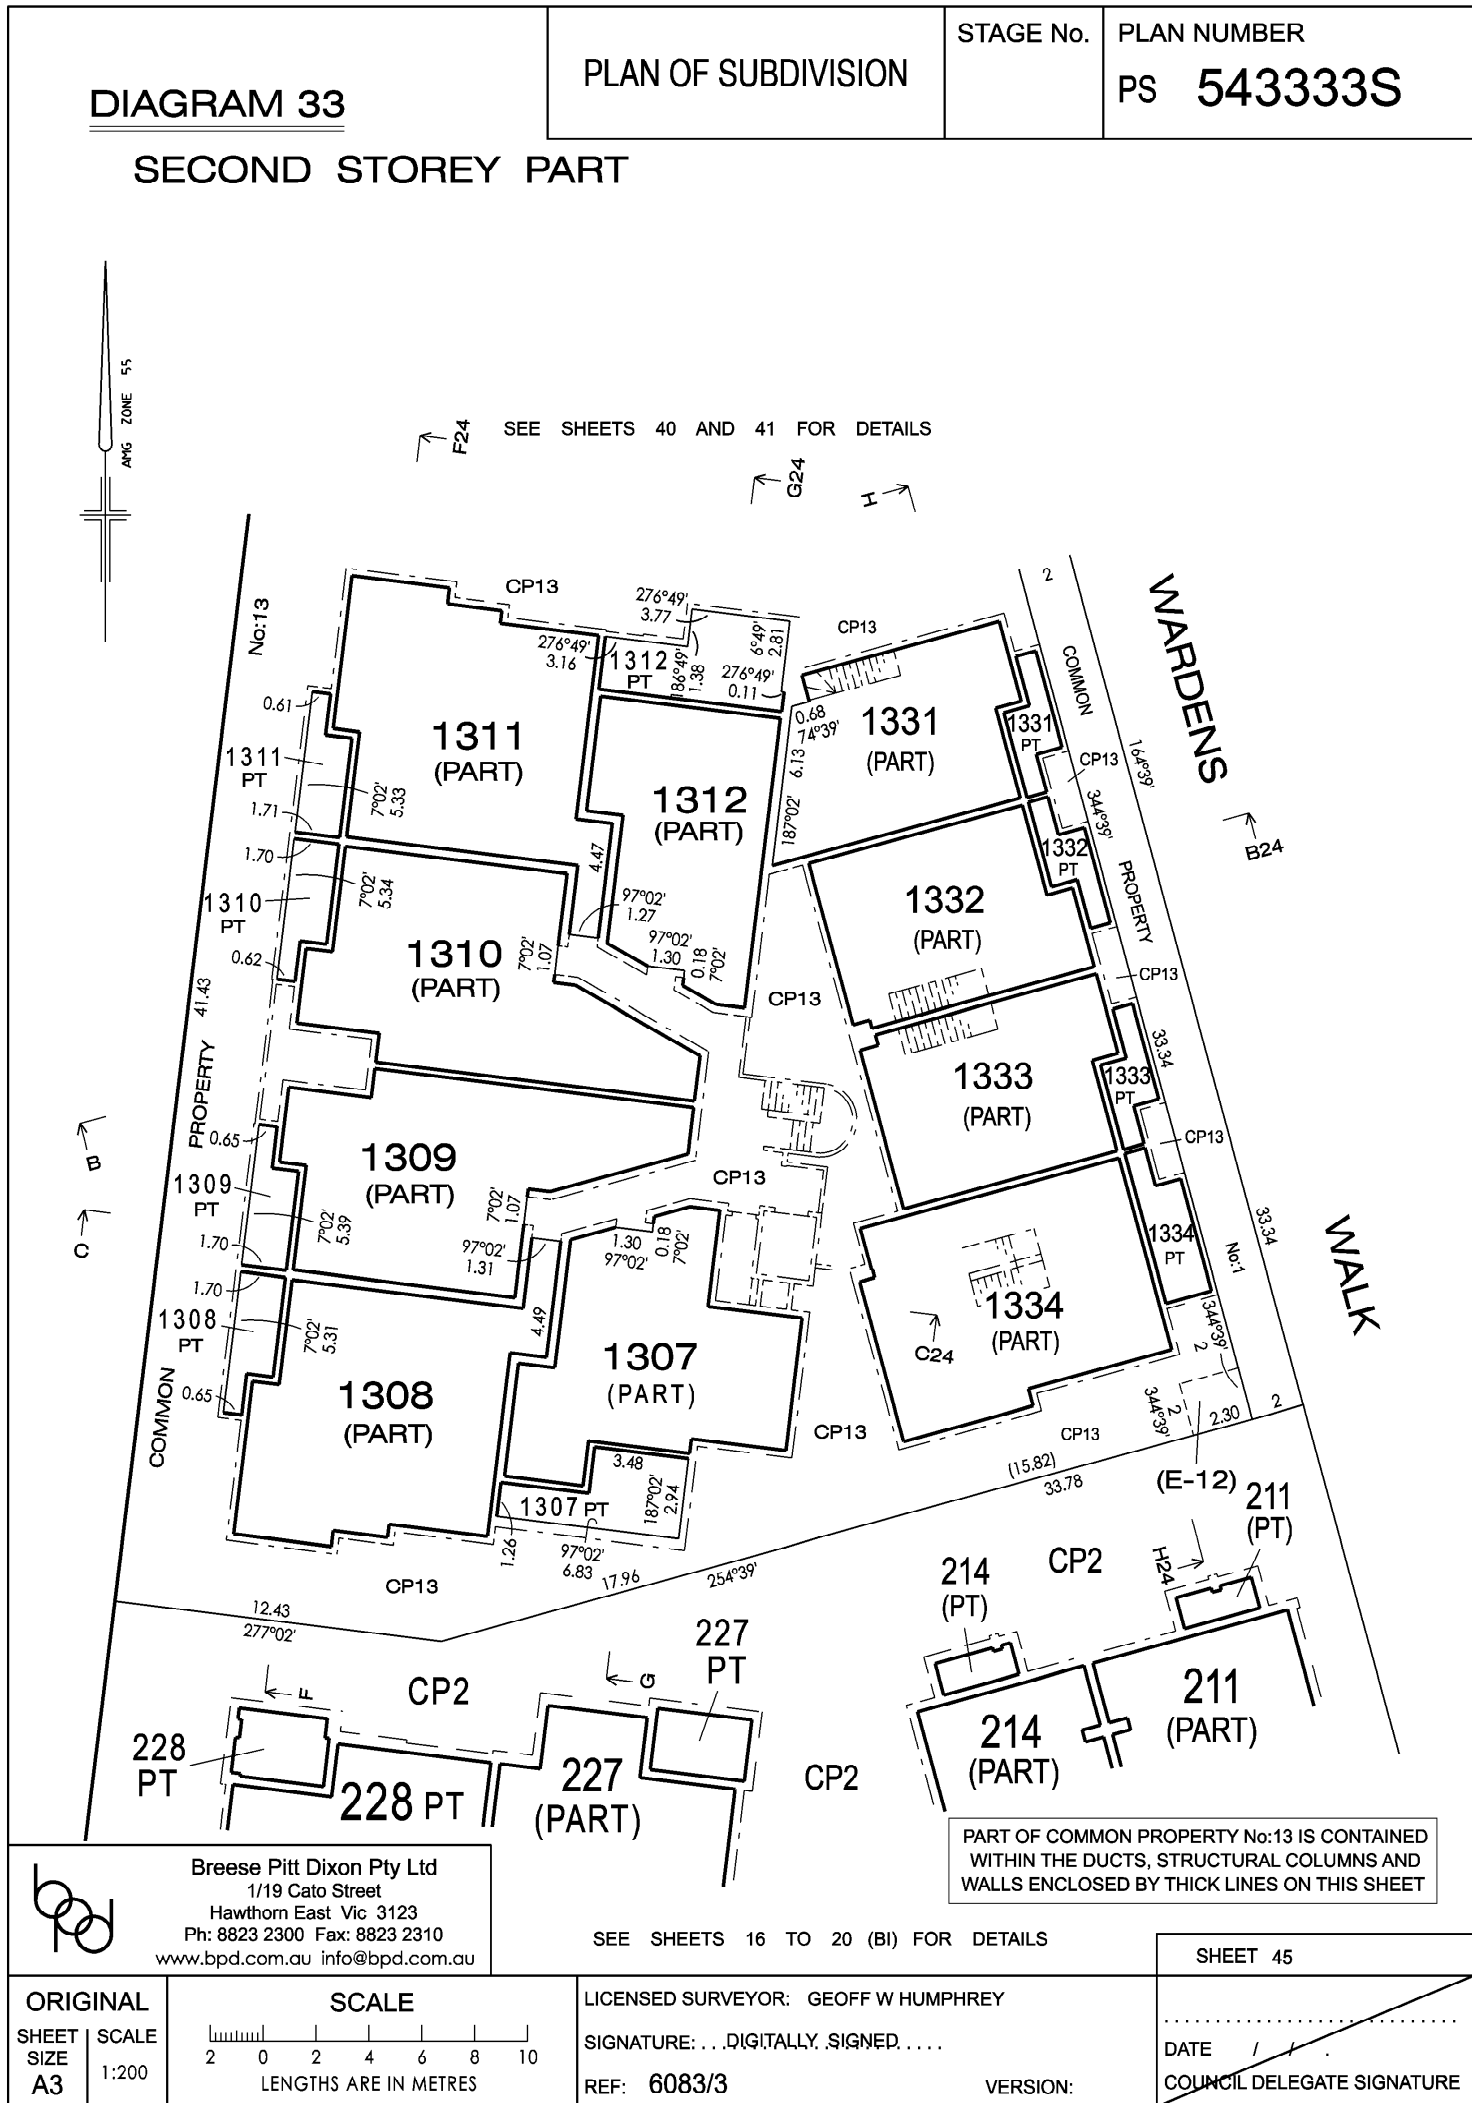 DIAGRAM 33
PLAN OF SUBDIVISION
STAGE No.
PLAN NUMBER
PS 543333S
SECOND STOREY PART
AMG ZONE 55
F24
SEE SHEETS 40 AND 41 FOR DETAILS
G24
H
No:13
CP13
276°49'
3.77
276°49'
3.16
1312
PT
186°49'
1.38
6°49'
2.81
276°49'
0.11
CP13
2
COMMON
WARDENS
0.61
1311
(PART)
1311
PT
7°02'
5.33
1.71
1312
(PART)
0.68
74°39'
6.13
187°02'
1331
(PART)
1331
PT
CP13
164°39'
344°39'
B24
1.70
7°02'
5.34
1310
PT
0.62
4.47
97°02'
1.27
1310
(PART)
7°02'
1.07
97°02'
1.30
0.18
7°02'
1332
(PART)
1332
PT
PROPERTY
CP13
CP13
41.43
PROPERTY
1333
(PART)
1333
PT
33.34
CP13
B
0.65
1309
(PART)
1309
PT
7°02'
5.39
1.70
7°02'
1.07
97°02'
1.31
CP13
1.30
97°02'
0.18
7°02'
C
33.34
WALK
1334
PT
No:1
1.70
1308
PT
7°02'
5.31
4.49
1334
(PART)
C24
344°39'
2
0.65
1308
(PART)
1307
(PART)
COMMON
CP13
CP13
344°39'
2
2.30
2
(E-12)
3.48
187°02'
2.94
1307 PT
1.26
97°02'
6.83
17.96
254°39'
(15.82)
33.78
CP13
12.43
277°02'
CP2
H24
211
(PT)
214
(PT)
227
PT
F
CP2
G
211
(PART)
214
(PART)
228
PT
228 PT
227
(PART)
CP2
PART OF COMMON PROPERTY No:13 IS CONTAINED
WITHIN THE DUCTS, STRUCTURAL COLUMNS AND
WALLS ENCLOSED BY THICK LINES ON THIS SHEET
bpd
Breese Pitt Dixon Pty Ltd
1/19 Cato Street
Hawthorn East Vic 3123
Ph: 8823 2300 Fax: 8823 2310
www.bpd.com.au info@bpd.com.au
SEE SHEETS 16 TO 20 (BI) FOR DETAILS
SHEET 45
ORIGINAL
SHEET
SIZE
A3
SCALE
1:200
SCALE
2 0 2 4 6 8 10
LENGTHS ARE IN METRES
LICENSED SURVEYOR: GEOFF W HUMPHREY
SIGNATURE: . . . DIGITALLY SIGNED . . . . .
REF: 6083/3
VERSION:
DATE / / .
COUNCIL DELEGATE SIGNATURE